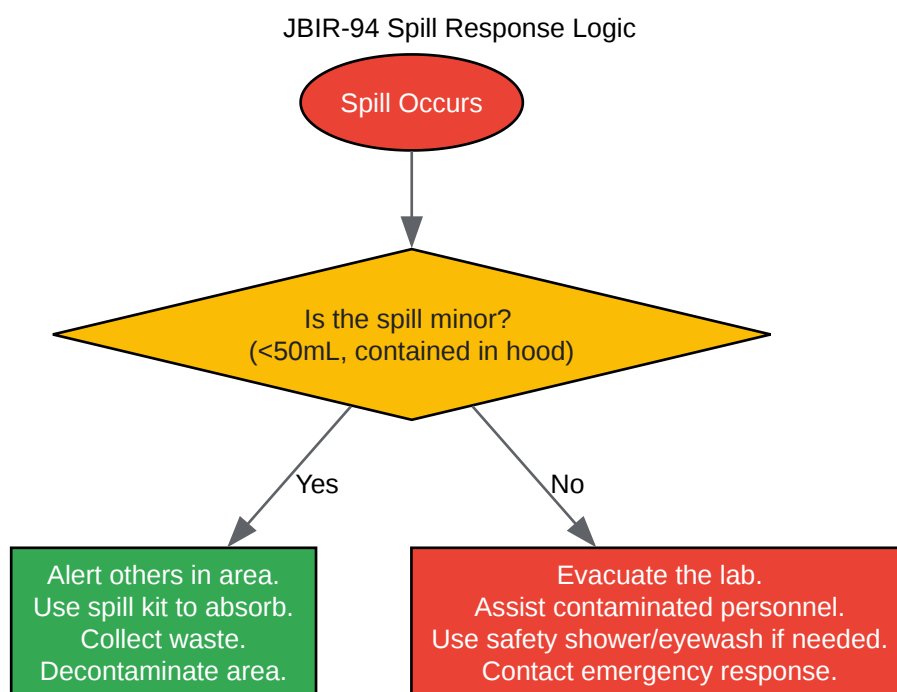 JBIR-94 Spill Response Logic
Spill Occurs
Is the spill minor?
(<50mL, contained in hood)
Yes
No
Alert others in area.
Use spill kit to absorb.
Collect waste.
Decontaminate area.
Evacuate the lab.
Assist contaminated personnel.
Use safety shower/eyewash if needed.
Contact emergency response.